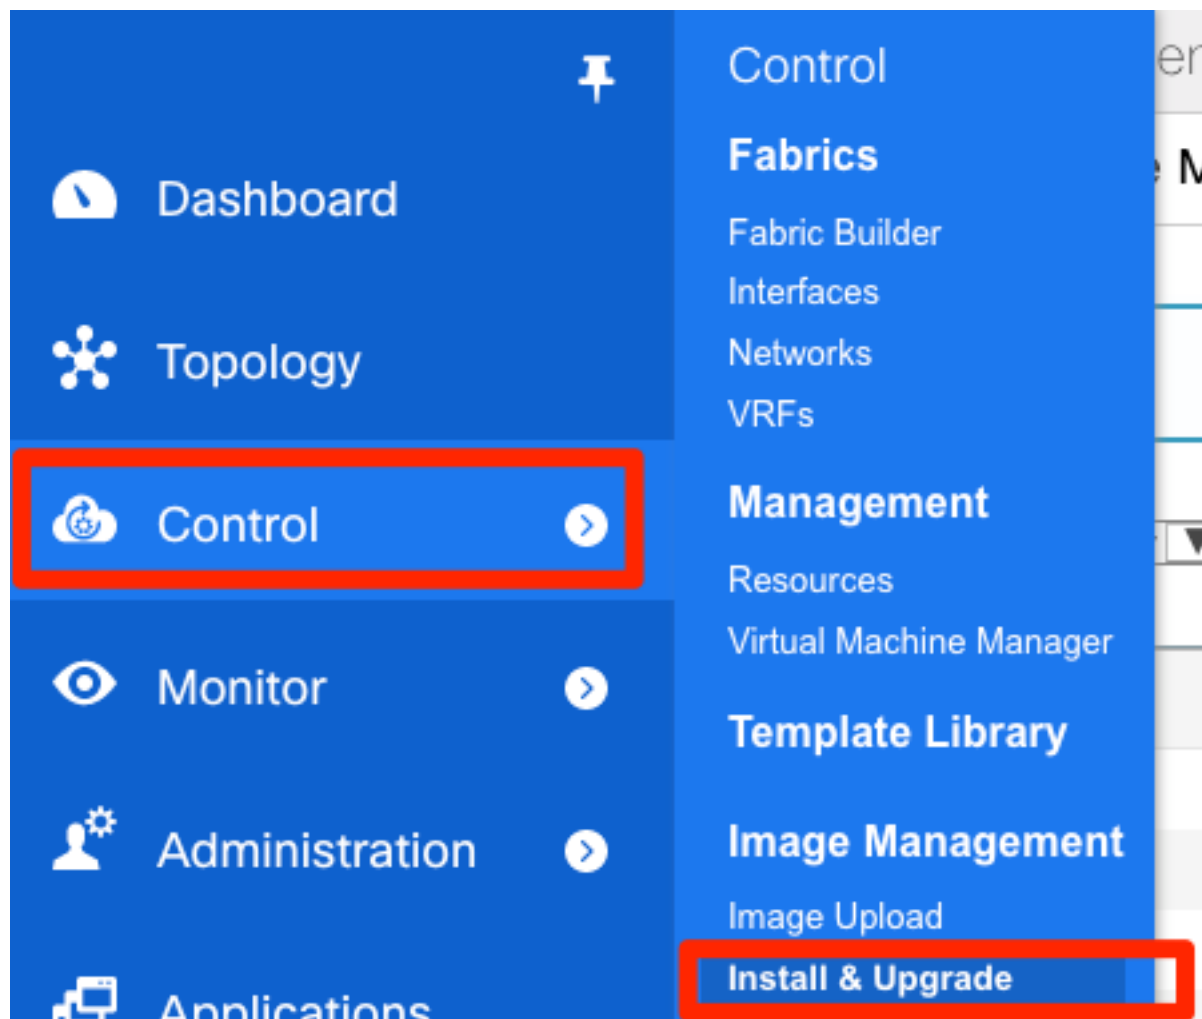 Dashboard
Topology
Control
Monitor
Administration
Applications
Control
Fabrics
Fabric Builder
Interfaces
Networks
VRFs
Management
Resources
Virtual Machine Manager
Template Library
Image Management
Image Upload
Install & Upgrade